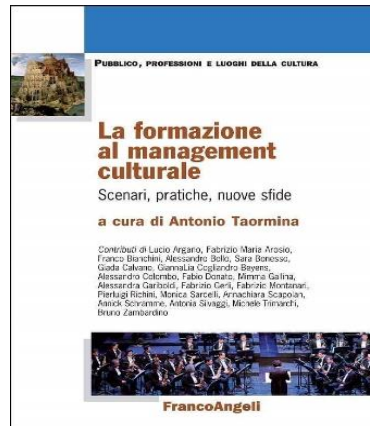 PUBBLICO, PROFESSIONI E LUOGHI DELLA CULTURA
La formazione
al management
culturale
Scenari, pratiche, nuove sfide
a cura di Antonio Taormina
Contributi di Lucio Argano, Fabrizio Maria Arosio,
Franco Bianchini, Alessandro Bollo, Sara Bonesso,
Giada Calvano, GiannaLia Cogliandro Beyens,
Alessandro Colombo, Fabio Donato, Mimma Gallina,
Alessandra Gariboldi, Fabrizio Gerli, Fabrizio Montanari,
Pierluigi Richini, Monica Sarcelli, Annachiara Scapolan,
Annick Schramme, Antonia Silvaggi, Michele Trimarchi,
Bruno Zambardino
FrancoAngeli